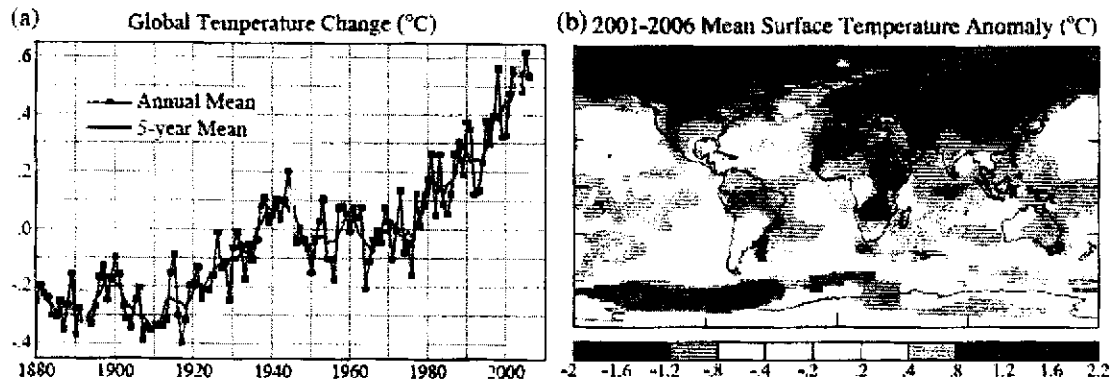 (a) Global Temperature Change (°C)
.6
.4
.2
.0
-.2
-.4
Annual Mean
5-year Mean
1880 1900 1920 1940 1960 1980 2000
(b) 2001-2006 Mean Surface Temperature Anomaly (°C)
-2 -1.6 -1.2 -.8 -.4 -.2 .2 .4 .8 1.2 1.6 2.2